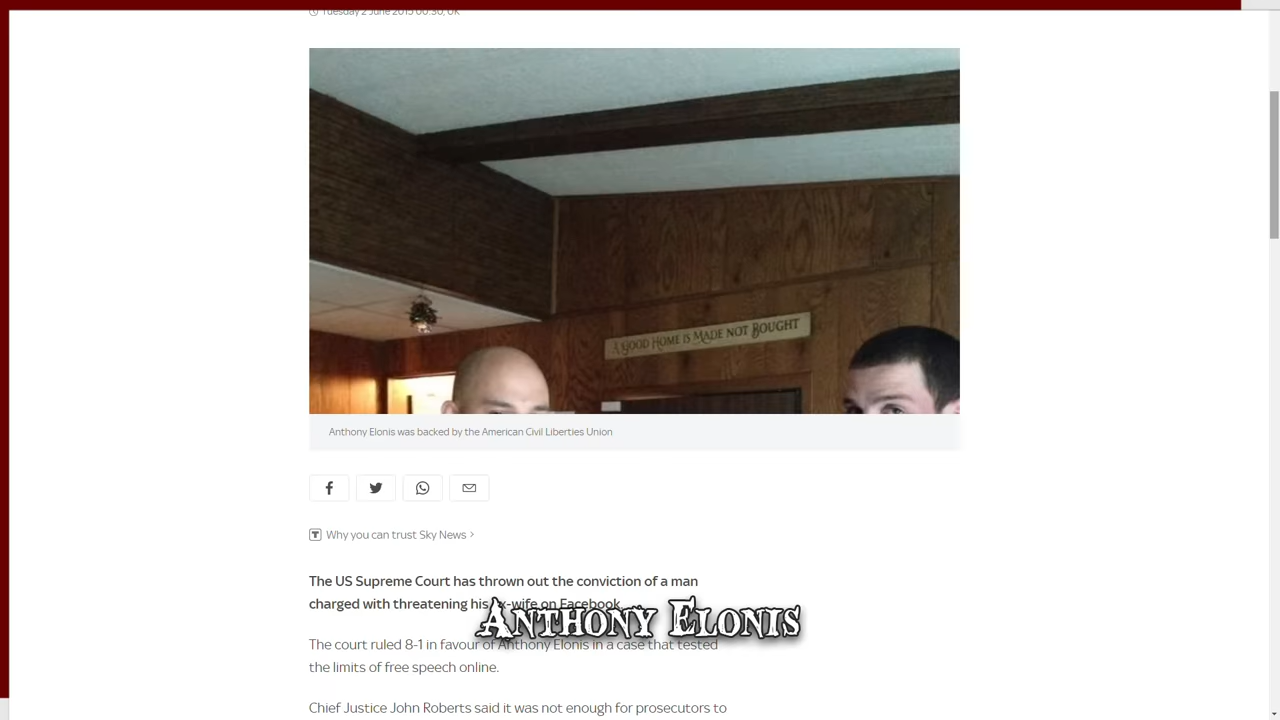 Tuesday 2 June 2015 00:30, UK
A GOOD HOME IS MADE NOT BOUGHT
Anthony Elonis was backed by the American Civil Liberties Union
Why you can trust Sky News >
The US Supreme Court has thrown out the conviction of a man
charged with threatening his ex-wife on Facebook.
ANTHONY ELONIS
The court ruled 8-1 in favour of Anthony Elonis in a case that tested
the limits of free speech online.
Chief Justice John Roberts said it was not enough for prosecutors to